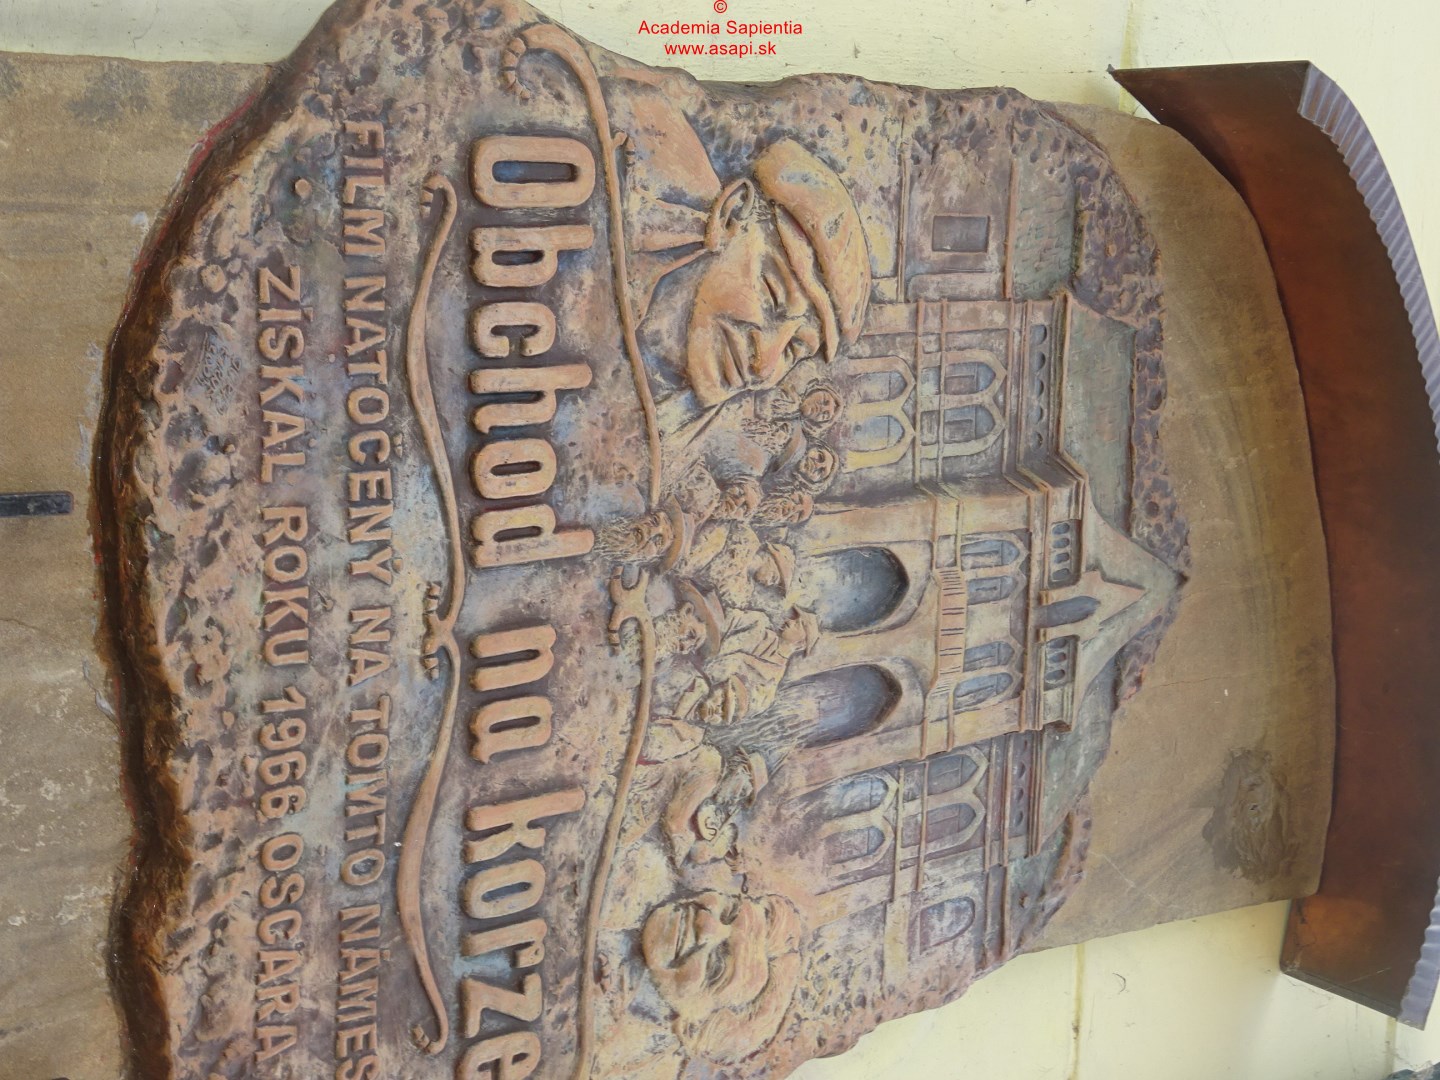 ©
Academia Sapientia
www.asapi.sk
Obchod na korze
FILM NATOČENÝ NA TOMTO NÁMES
ZÍSKAL ROKU 1966 OSCARA